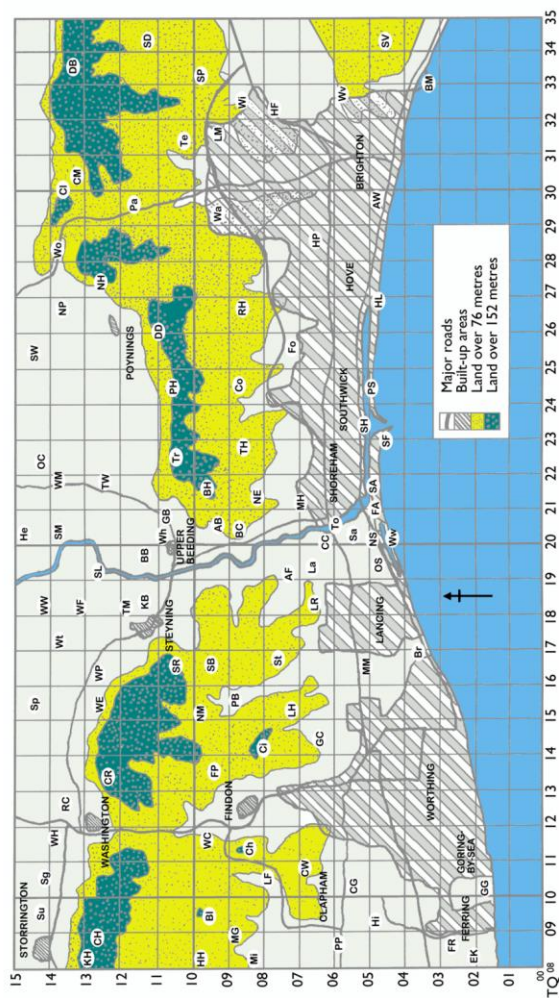 15
14
13
12
11
10
09
08
07
06
05
04
03
02
01
00
TQ
08
09
10
11
12
13
14
15
16
17
18
19
20
21
22
23
24
25
26
27
28
29
30
31
32
33
34
35
STORRINGTON
Su
Sg
WH
RC
Sp
Wt
WW
He
SM
OC
WM
SW
NP
Wo
Cl
CM
DB
KH
CH
WASHINGTON
CR
WE
WP
WF
TM
KB
SL
BB
TW
POYNINGS
NH
Pa
SD
STEYNING
SR
Wh
GB
UPPER
BEEDING
Tr
PH
DD
Te
SP
HH
BI
WC
FP
NM
SB
AB
BH
Mi
MG
LF
Ch
FINDON
Ci
PB
St
BC
NE
TH
Co
RH
Wa
LM
Wi
CW
GC
LH
LR
AF
La
MH
Fo
HP
HF
CLAPHAM
PP
CG
Hi
MM
CC
To
Sa
SHOREHAM
SOUTHWICK
HOVE
BRIGHTON
Wv
SV
FR
EK
FERRING
GORING-
BY-SEA
GG
WORTHING
Br
LANCING
OS
NS
Ww
FA
SA
SH
SF
PS
HL
AW
BM
Major roads
Built-up areas
Land over 76 metres
Land over 152 metres